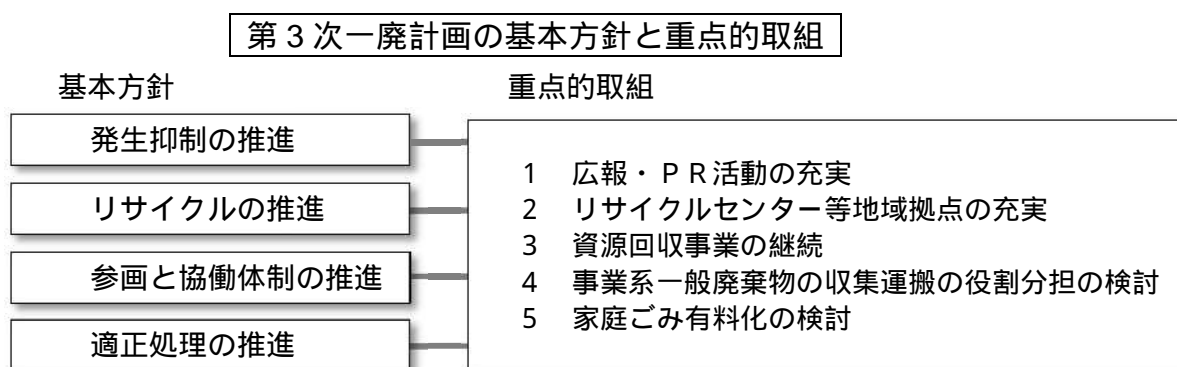 第３次一廃計画の基本方針と重点的取組
基本方針
重点的取組
発生抑制の推進
リサイクルの推進
参画と協働体制の推進
適正処理の推進
1 広報・ＰＲ活動の充実
2 リサイクルセンター等地域拠点の充実
3 資源回収事業の継続
4 事業系一般廃棄物の収集運搬の役割分担の検討
5 家庭ごみ有料化の検討